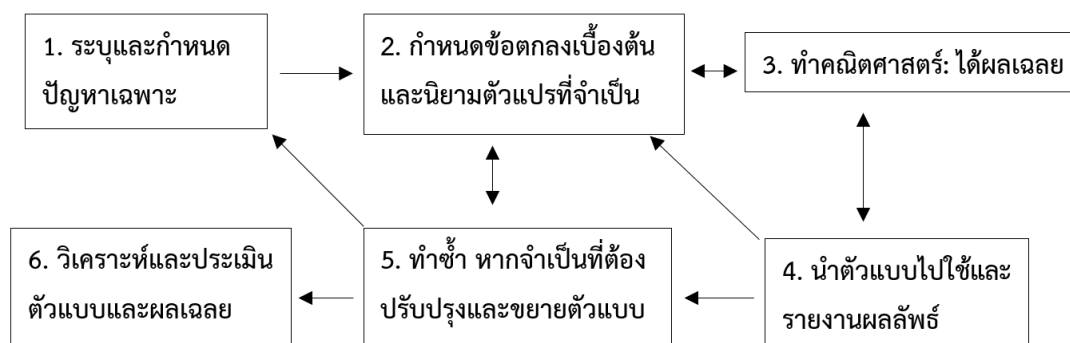 1. ระบุและกำหนด
ปัญหาเฉพาะ
2. กำหนดข้อตกลงเบื้องต้น
และนิยามตัวแปรที่จำเป็น
3. ทำคณิตศาสตร์: ได้ผลเฉลย
6. วิเคราะห์และประเมิน
ตัวแบบและผลเฉลย
5. ทำซ้ำ หากจำเป็นที่ต้อง
ปรับปรุงและขยายตัวแบบ
4. นำตัวแบบไปใช้และ
รายงานผลลัพธ์